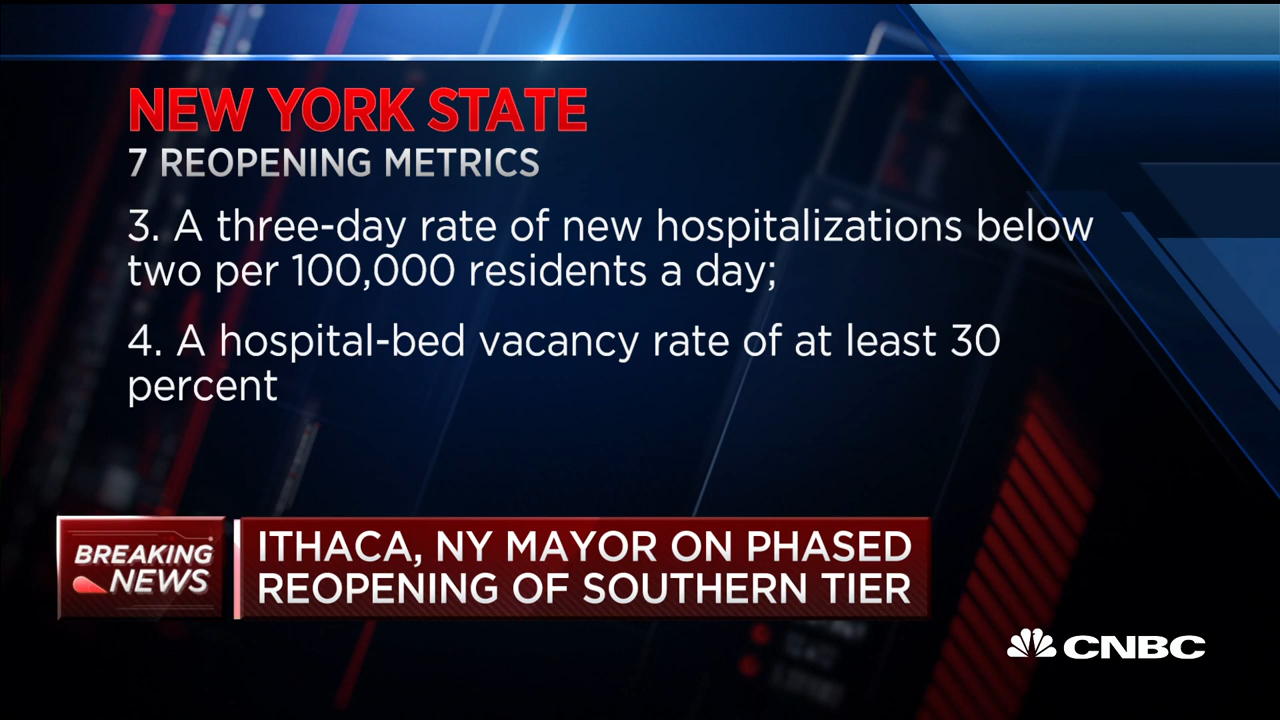 NEW YORK STATE
7 REOPENING METRICS
3. A three-day rate of new hospitalizations below
two per 100,000 residents a day;
4. A hospital-bed vacancy rate of at least 30
percent
BREAKING
NEWS
ITHACA, NY MAYOR ON PHASED
REOPENING OF SOUTHERN TIER
CNBC